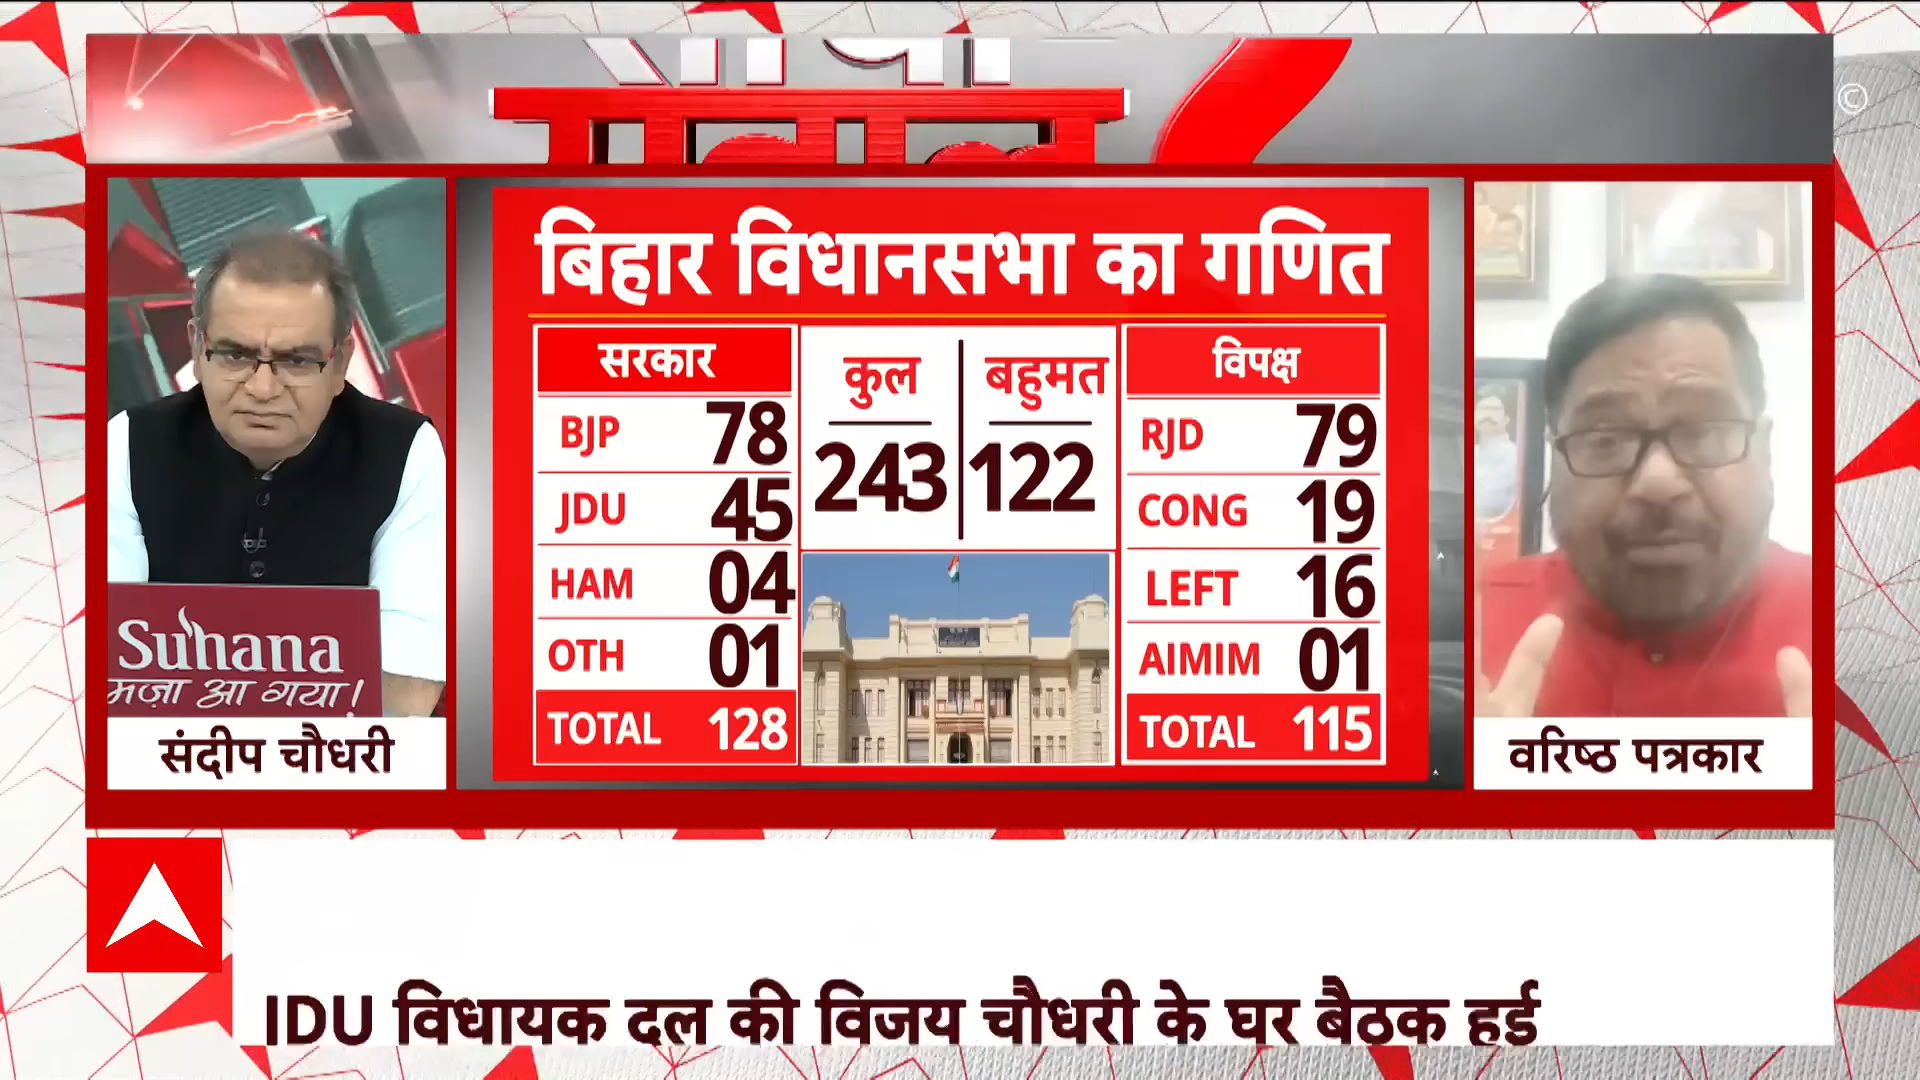 ©
बिहार विधानसभा का गणित
सरकार
BJP 78
JDU 45
HAM 04
OTH 01
TOTAL 128
कुल
243
बहुमत
122
विपक्ष
RJD 79
CONG 19
LEFT 16
AIMIM 01
TOTAL 115
Suhana
मज़ा आ गया!
संदीप चौधरी
वरिष्ठ पत्रकार
JDU विधायक दल की विजय चौधरी के घर बैठक हुई